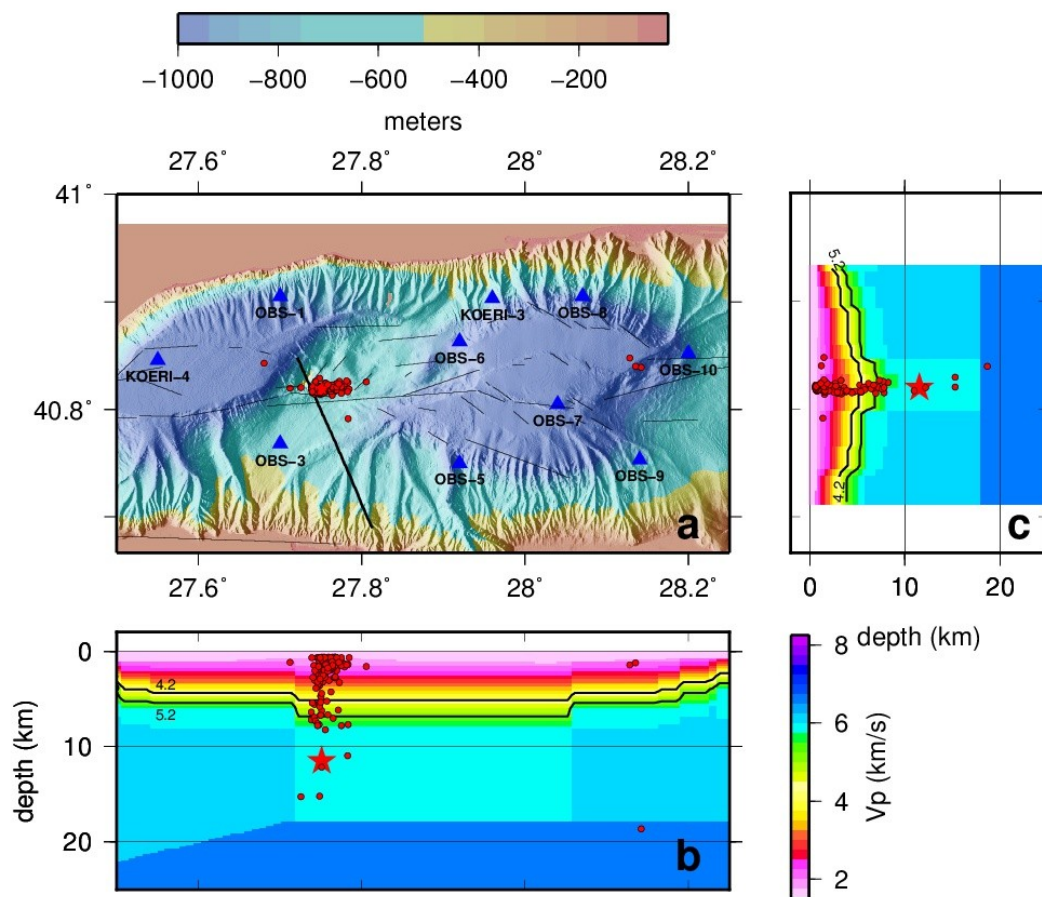 −1000 −800 −600 −400 −200
meters
27.6˚ 27.8˚ 28˚ 28.2˚
41˚
40.8˚
OBS−1
KOERI−3
OBS−8
OBS−6
KOERI−4
OBS−10
OBS−7
OBS−3
OBS−5
OBS−9
a
27.6˚ 27.8˚ 28˚ 28.2˚
5.2
4.2
c
0 10 20
depth (km)
0
10
20
depth (km)
4.2
5.2
b
8
6
4
2
Vp (km/s)